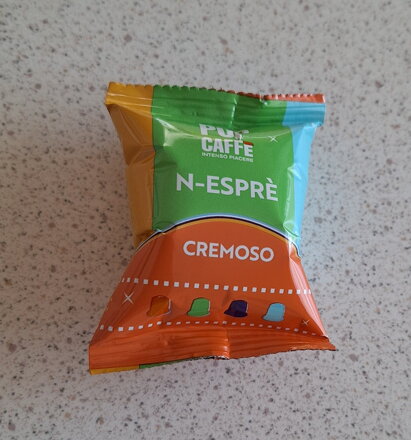 POP
CAFFÈ
INTENSO PIACERE
N-ESPRÈ
CREMOSO